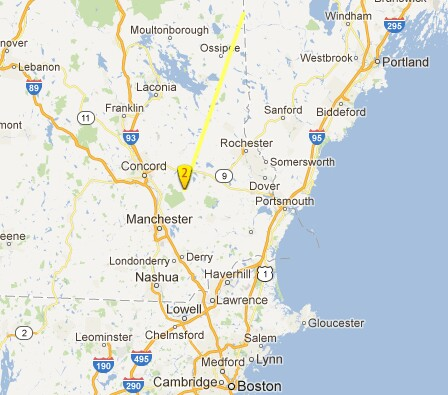 Windham
Moultonborough
295
Ossipee
Westbrook
Portland
Lebanon
Laconia
89
Franklin
Sanford
Biddeford
11
93
95
Rochester
Concord
Somersworth
2
9
Dover
Portsmouth
Manchester
Londonderry
Derry
Nashua
Haverhill
1
Lawrence
Lowell
Gloucester
2
Chelmsford
Leominster
Salem
495
Lynn
190
Medford
290
Cambridge
Boston